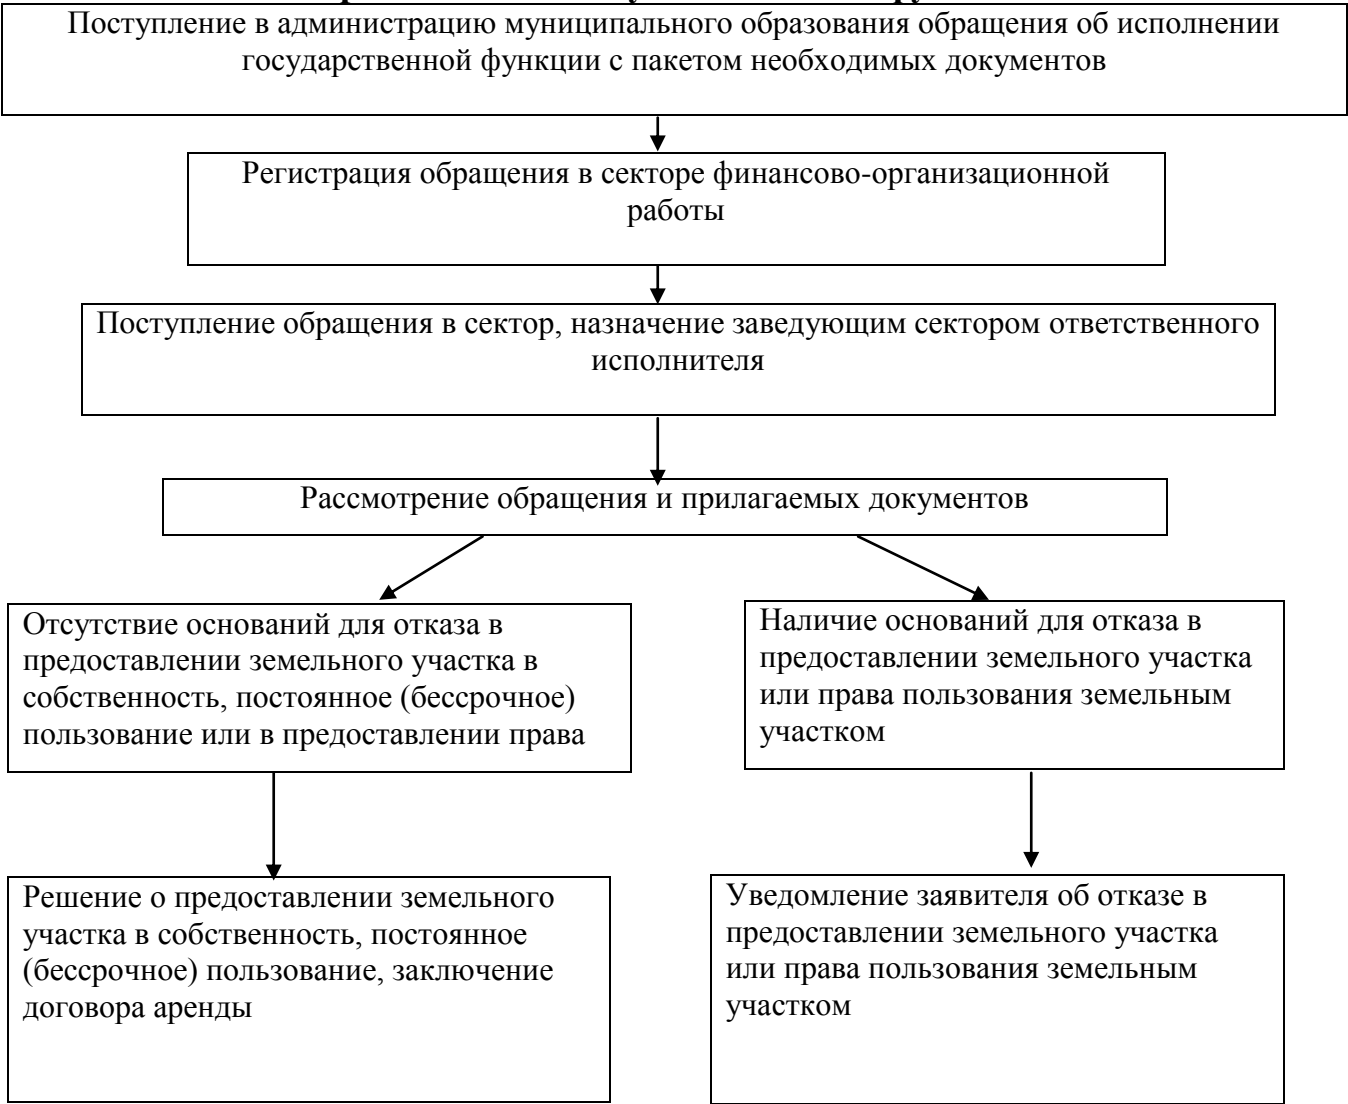 Поступление в администрацию муниципального образования обращения об исполнении
государственной функции с пакетом необходимых документов
Регистрация обращения в секторе финансово-организационной
работы
Поступление обращения в сектор, назначение заведующим сектором ответственного
исполнителя
Рассмотрение обращения и прилагаемых документов
Отсутствие оснований для отказа в
предоставлении земельного участка в
собственность, постоянное (бессрочное)
пользование или в предоставлении права
Наличие оснований для отказа в
предоставлении земельного участка
или права пользования земельным
участком
Решение о предоставлении земельного
участка в собственность, постоянное
(бессрочное) пользование, заключение
договора аренды
Уведомление заявителя об отказе в
предоставлении земельного участка
или права пользования земельным
участком